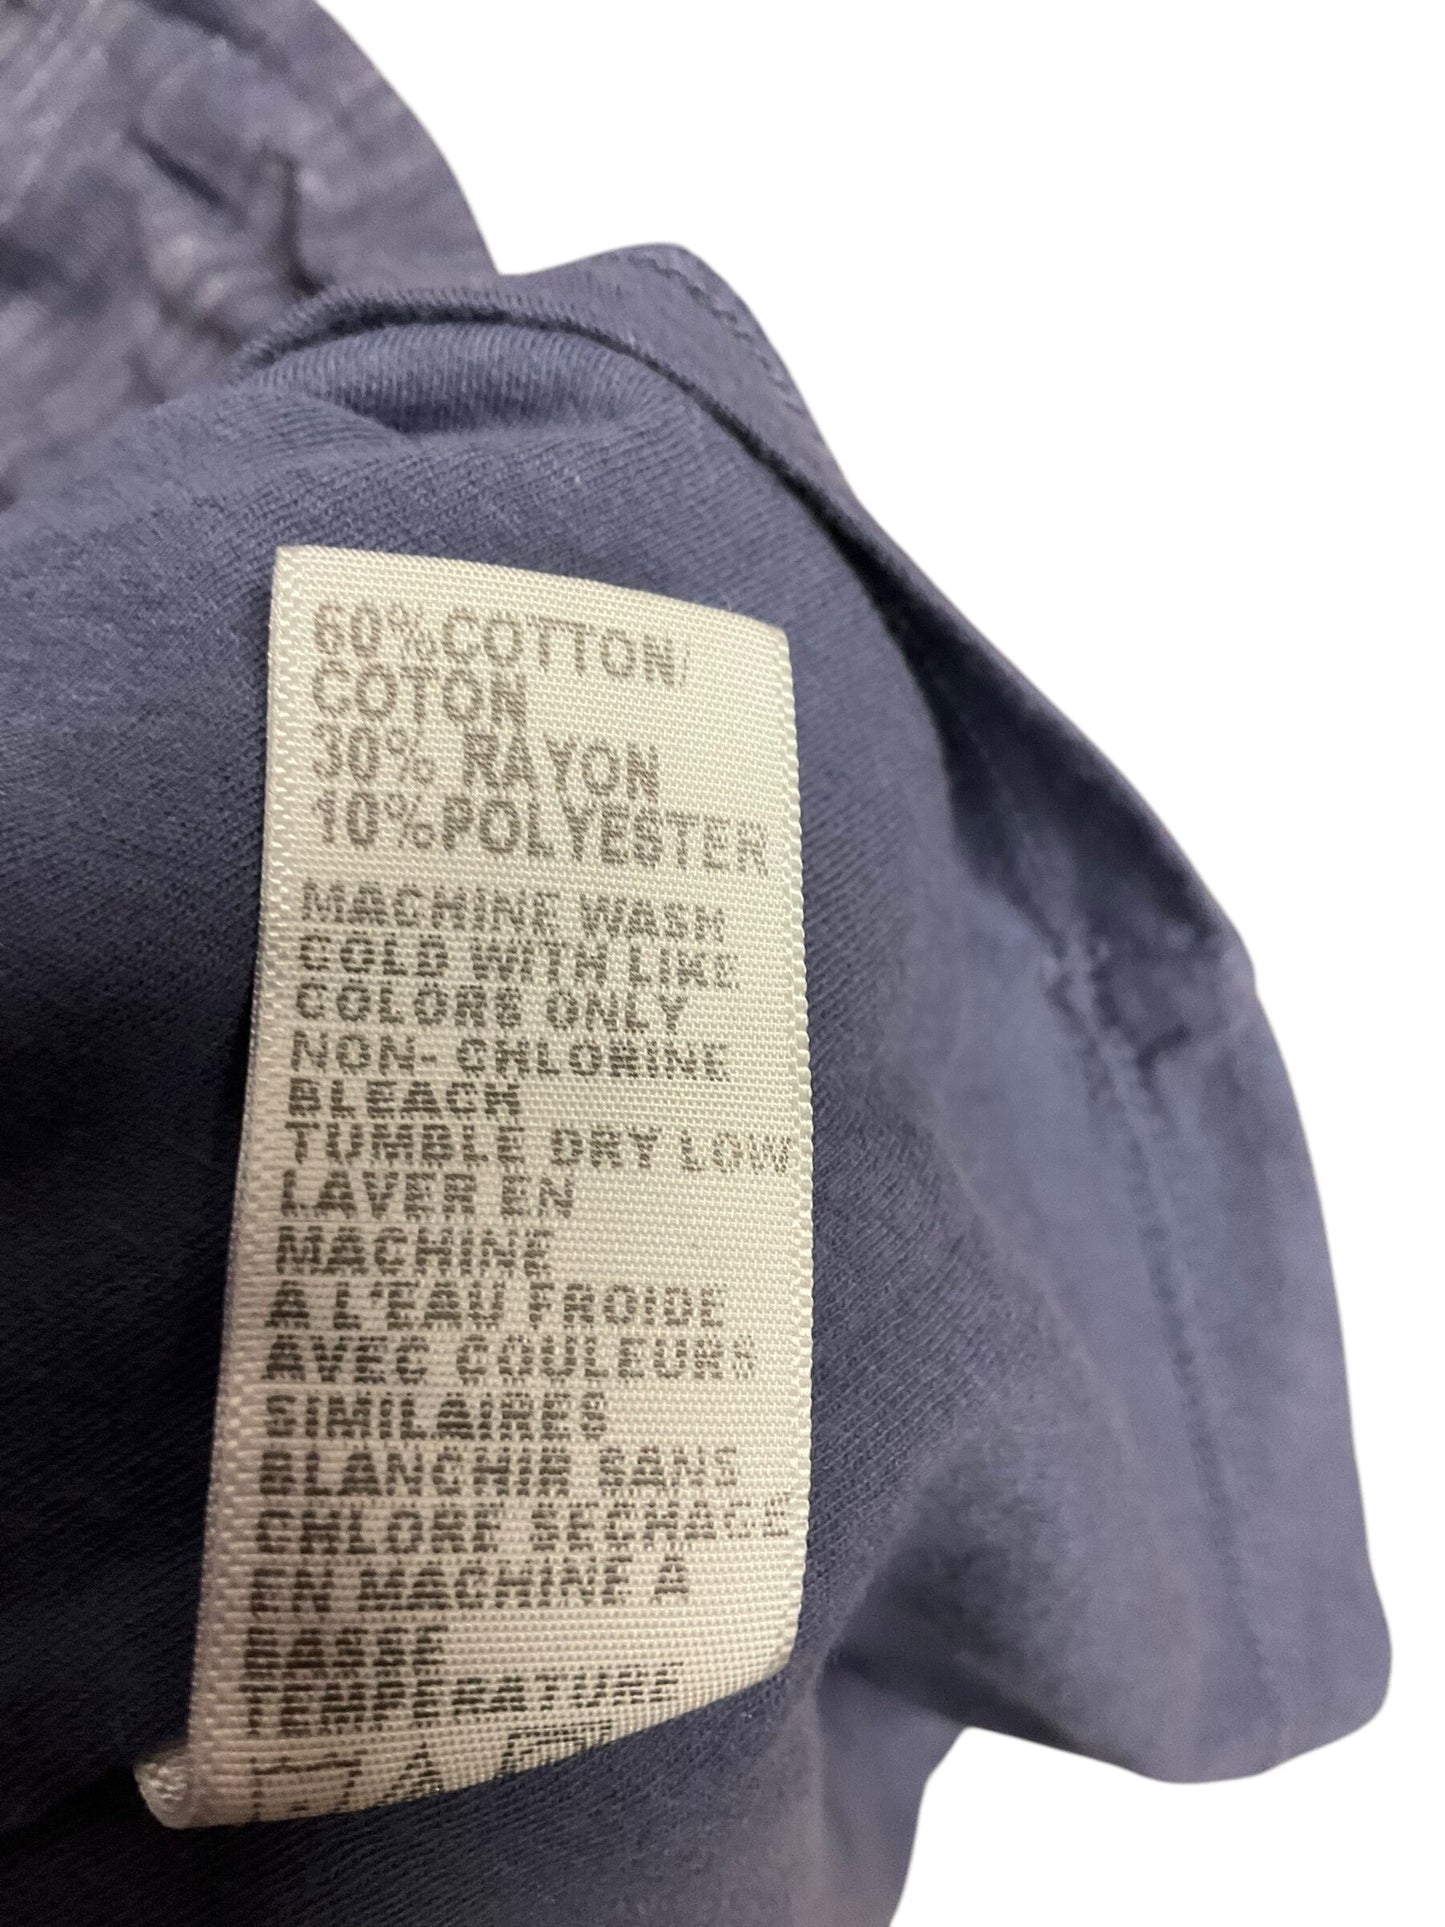 60%COTTON/
COTON
30% RAYON
10%POLYESTER
MACHINE WASH
COLD WITH LIKE
COLORS ONLY
NON-CHLORINE
BLEACH
TUMBLE DRY LOW
LAVER EN
MACHINE
A L'EAU FROIDE
AVEC COULEURS
SIMILAIRES
BLANCHIR SANS
CHLORE SECHAGE
EN MACHINE A
BASSE
TEMPERATURE